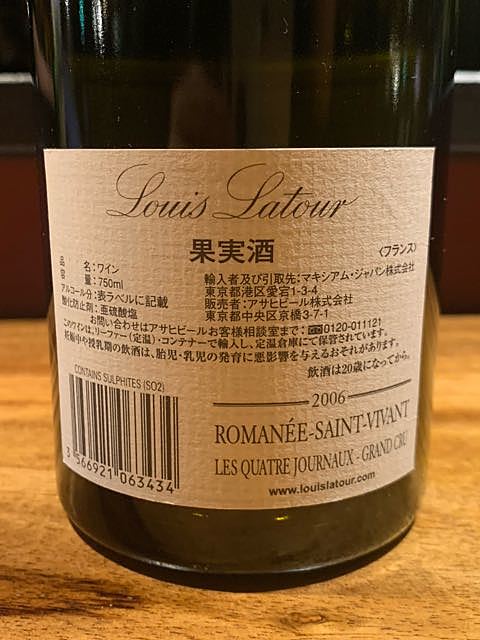 Louis Latour
果実酒
〈フランス〉
品名:ワイン
容量:750ml
アルコール分:表ラベルに記載
酸化防止剤:亜硫酸塩
輸入者及び引取先:マキシアム・ジャパン株式会社
東京都港区愛宕1-3-4
販売者:アサヒビール株式会社
東京都中央区京橋3-7-1
お問い合わせはアサヒビールお客様相談室まで:☎0120-011121
このワインは、リーファー(定温)・コンテナーで輸入し、定温倉庫にて保管されています。
妊娠中や授乳期の飲酒は、胎児・乳児の発育に悪影響を与えるおそれがあります。
飲酒は20歳になってから。
CONTAINS SULPHITES (SO2)
3 566921 063434
2006
ROMANÉE-SAINT-VIVANT
LES QUATRE JOURNAUX - GRAND CRU
www.louislatour.com